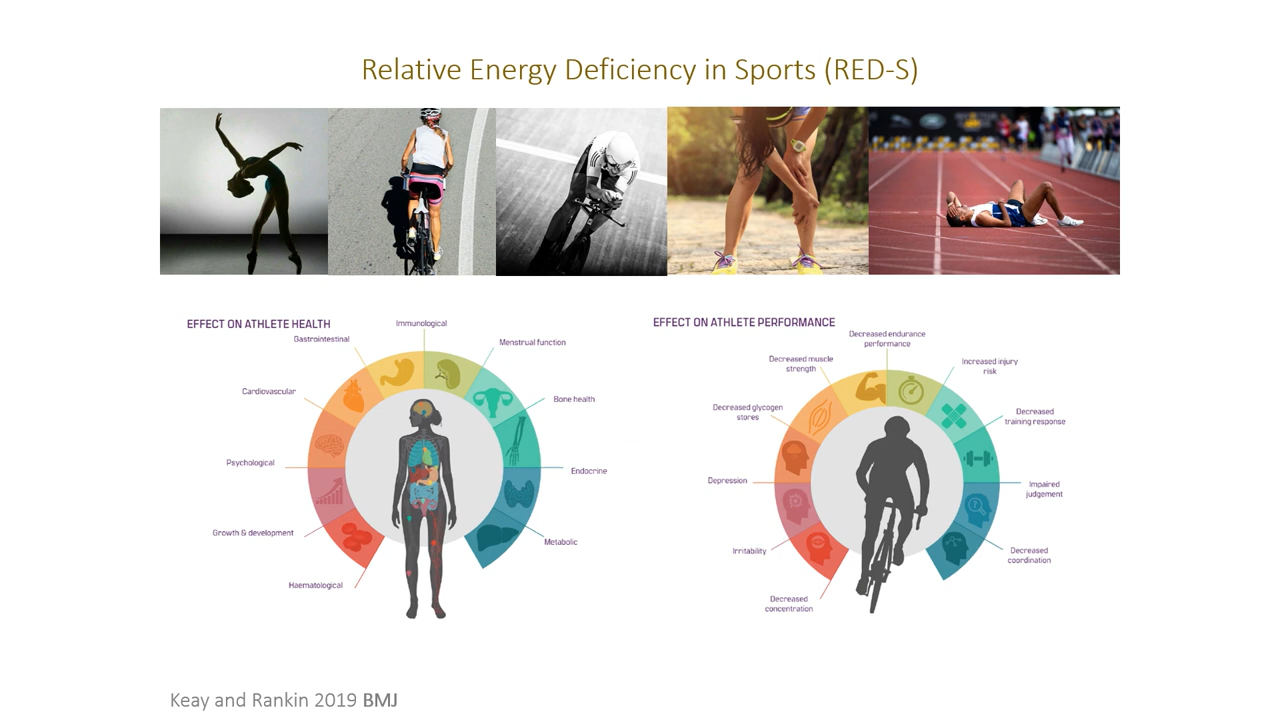 Relative Energy Deficiency in Sports (RED-S)
EFFECT ON ATHLETE HEALTH
Immunological
Gastrointestinal
Menstrual function
Cardiovascular
Bone health
Psychological
Endocrine
Growth & development
Metabolic
Haematological
EFFECT ON ATHLETE PERFORMANCE
Decreased endurance
performance
Decreased muscle
strength
Increased injury
risk
Decreased glycogen
stores
Decreased
training response
Depression
Impaired
judgement
Irritability
Decreased
coordination
Decreased
concentration
Keay and Rankin 2019 BMJ